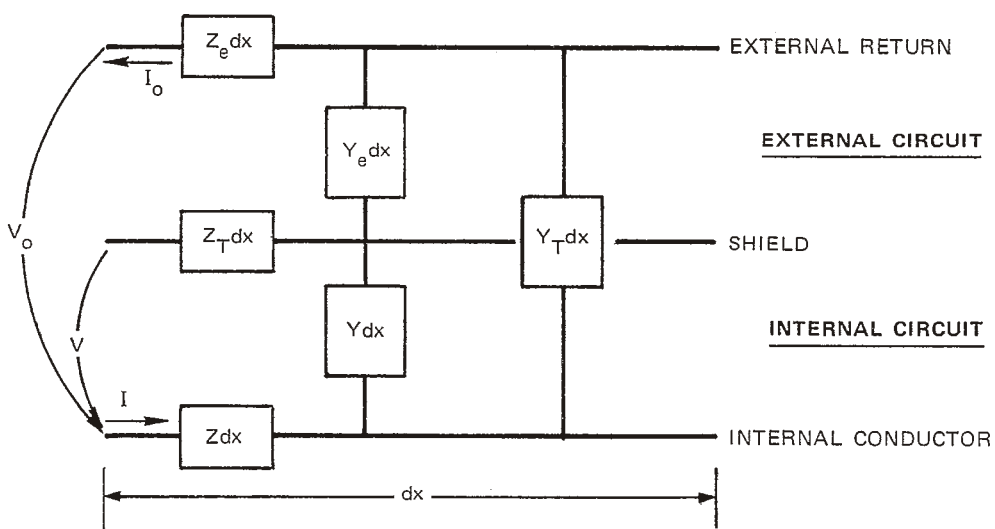 Z_e dx
EXTERNAL RETURN
I_o
EXTERNAL CIRCUIT
Y_e dx
V_o
Z_T dx
Y_T dx
SHIELD
Ydx
INTERNAL CIRCUIT
V
I
Zdx
INTERNAL CONDUCTOR
dx